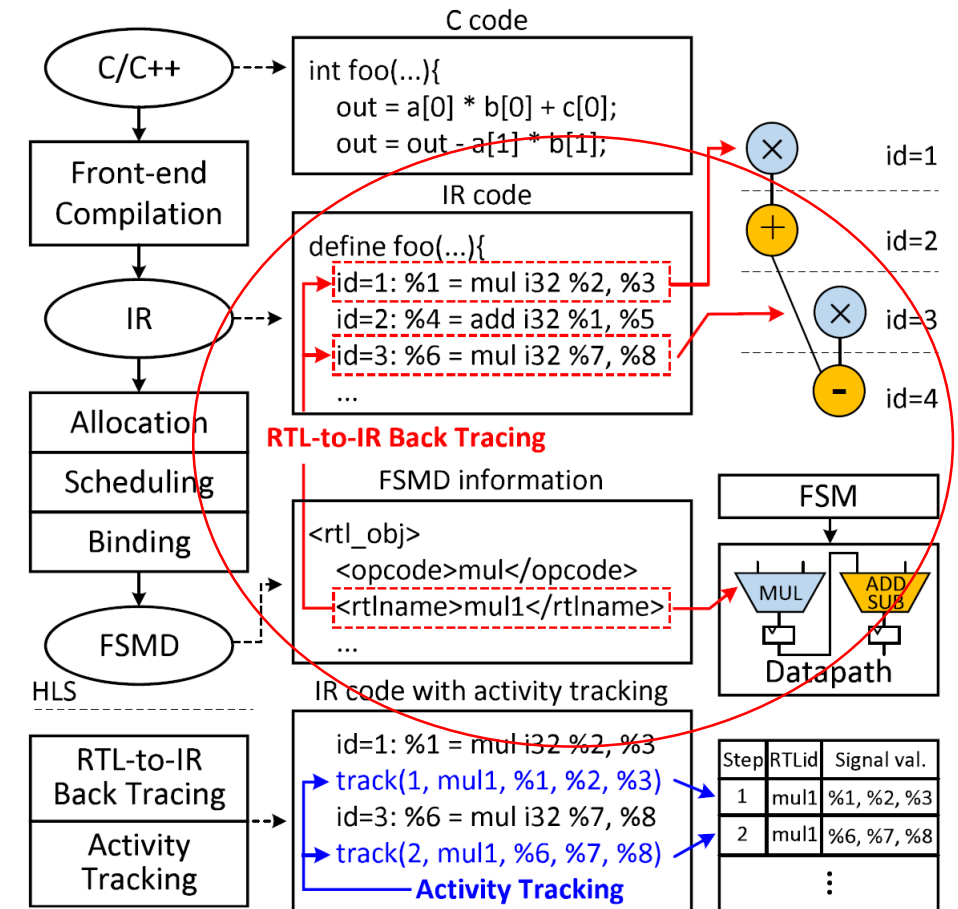 C code
C/C++
int foo(...){
out = a[0] * b[0] + c[0];
out = out - a[1] * b[1];
Front-end
Compilation
IR code
define foo(...){
id=1: %1 = mul i32 %2, %3
id=2: %4 = add i32 %1, %5
id=3: %6 = mul i32 %7, %8
...
IR
×
id=1
+
id=2
×
id=3
-
id=4
Allocation
Scheduling
Binding
RTL-to-IR Back Tracing
FSMD information
<rtl_obj>
<opcode>mul</opcode>
<rtlname>mul1</rtlname>
...
FSMD
HLS
FSM
MUL
ADD
SUB
Datapath
IR code with activity tracking
id=1: %1 = mul i32 %2, %3
track(1, mul1, %1, %2, %3)
id=3: %6 = mul i32 %7, %8
track(2, mul1, %6, %7, %8)
Activity Tracking
RTL-to-IR
Back Tracing
Activity
Tracking
Step RTLid Signal val.
1 mul1 %1, %2, %3
2 mul1 %6, %7, %8
⋮